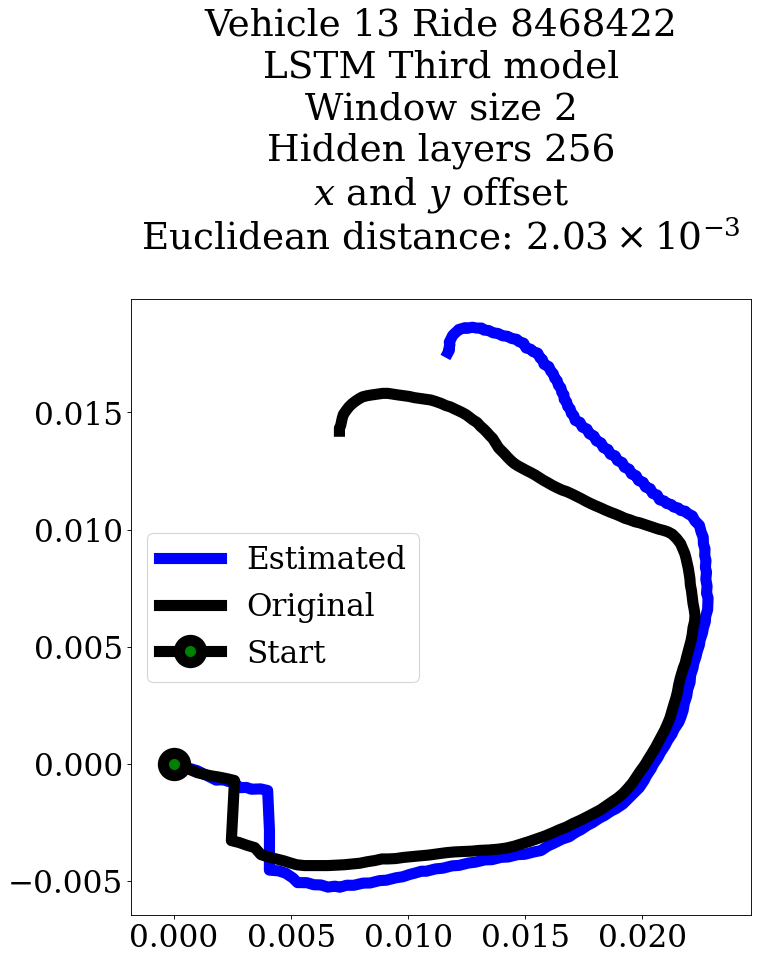 Vehicle 13 Ride 8468422
LSTM Third model
Window size 2
Hidden layers 256
x and y offset
Euclidean distance: 2.03 × 10⁻³
0.015
0.010
0.005
0.000
−0.005
Estimated
Original
Start
0.000 0.005 0.010 0.015 0.020